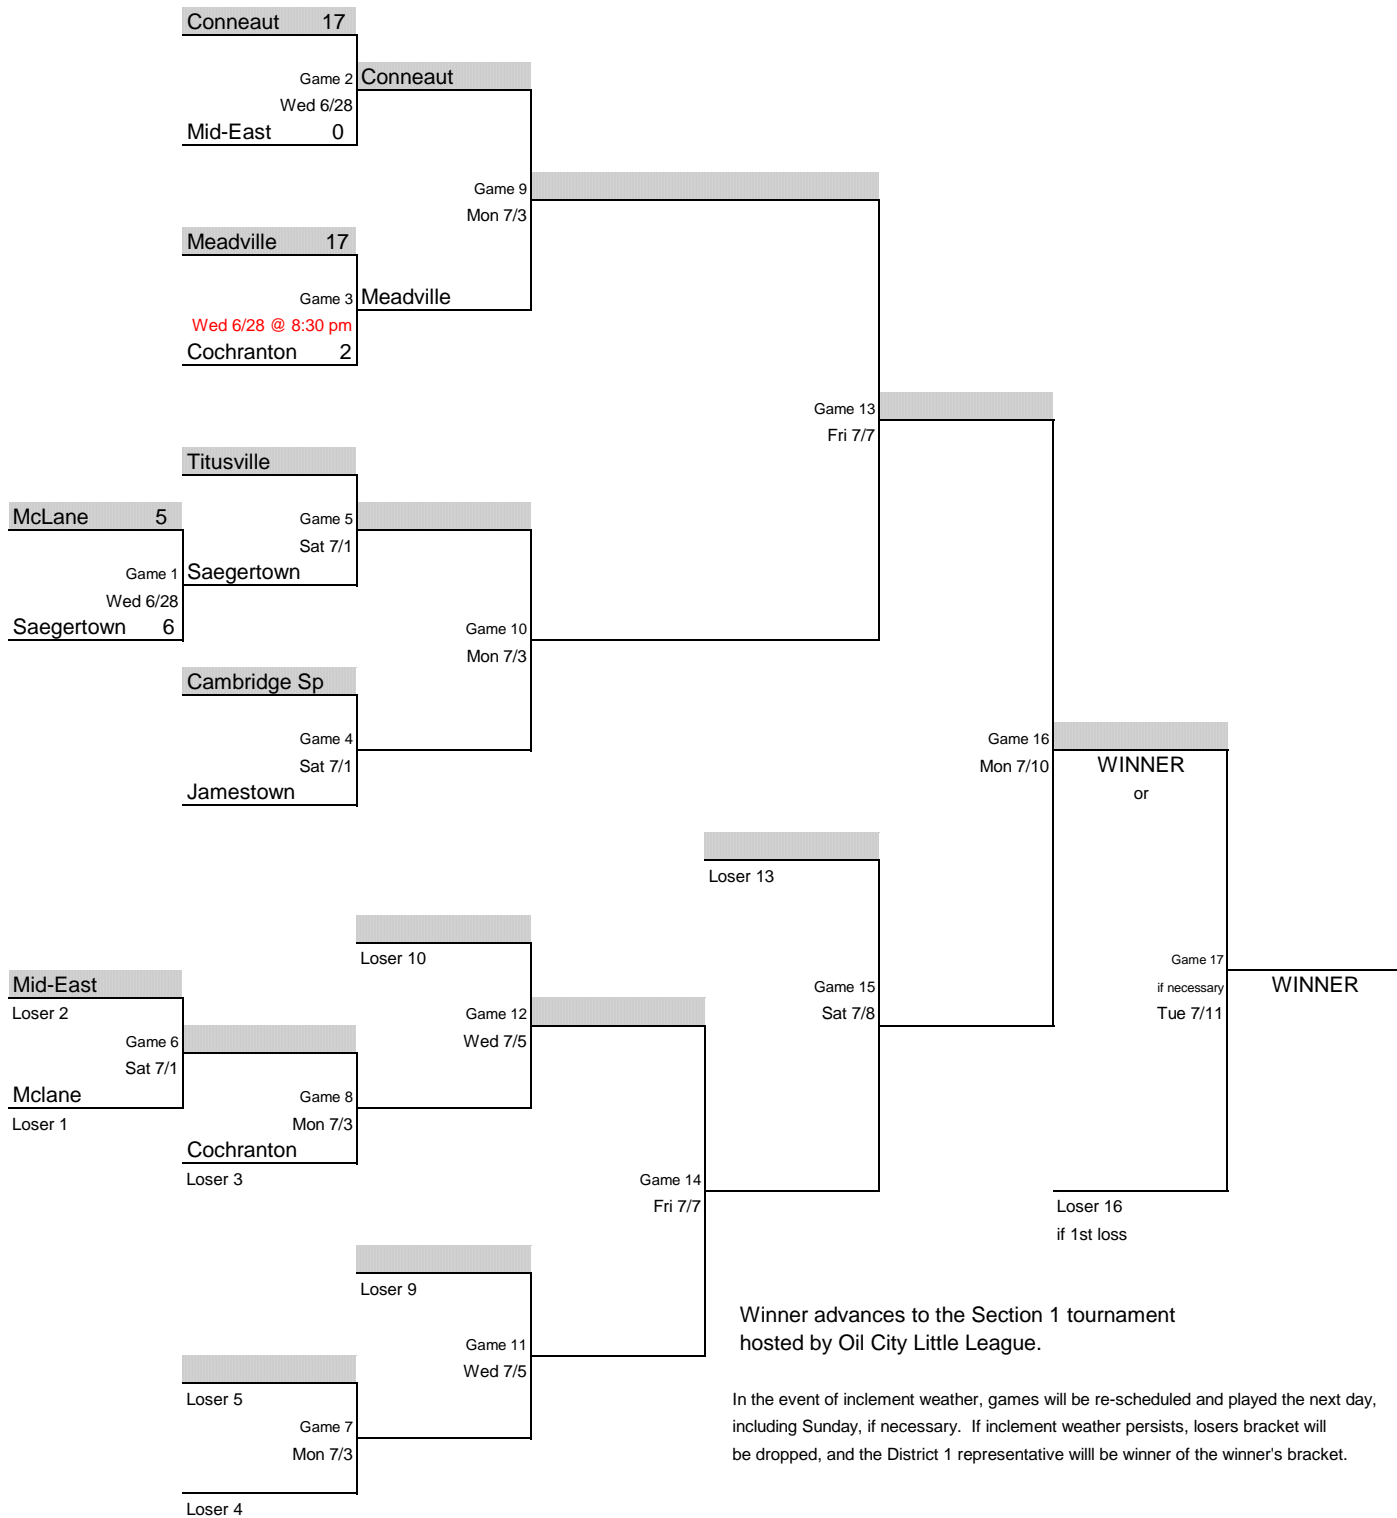 Conneaut 17
Game 2 Conneaut
Wed 6/28
Mid-East 0
Game 9
Mon 7/3
Meadville 17
Game 3 Meadville
Wed 6/28 @ 8:30 pm
Cochranton 2
Game 13
Fri 7/7
Titusville
McLane 5
Game 5
Sat 7/1
Game 1 Saegertown
Wed 6/28
Saegertown 6
Game 10
Mon 7/3
Cambridge Sp
Game 4
Sat 7/1
Jamestown
Game 16
Mon 7/10
WINNER
or
Loser 13
Loser 10
Mid-East
Loser 2
Game 6
Sat 7/1
Mclane
Loser 1
Game 12
Wed 7/5
Game 15
Sat 7/8
Game 17
if necessary
Tue 7/11
WINNER
Game 8
Mon 7/3
Cochranton
Loser 3
Game 14
Fri 7/7
Loser 16
if 1st loss
Loser 9
Game 11
Wed 7/5
Loser 5
Game 7
Mon 7/3
Loser 4
Winner advances to the Section 1 tournament
hosted by Oil City Little League.
In the event of inclement weather, games will be re-scheduled and played the next day,
including Sunday, if necessary.  If inclement weather persists, losers bracket will
be dropped, and the District 1 representative willl be winner of the winner's bracket.